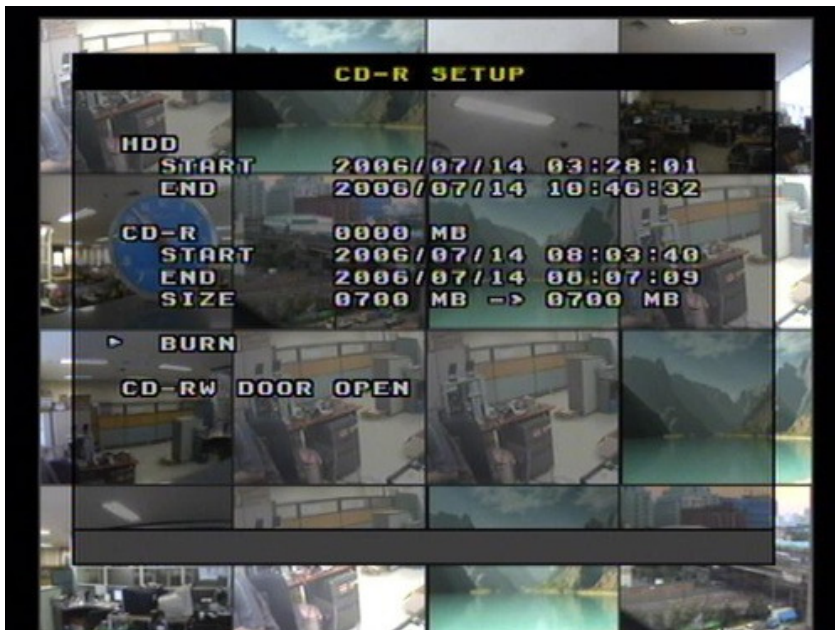 CD-R SETUP
HDD
START 2006/07/14 03:28:01
END 2006/07/14 10:46:32
CD-R 0000 MB
START 2006/07/14 08:03:40
END 2006/07/14 08:07:09
SIZE 0700 MB -> 0700 MB
BURN
CD-RW DOOR OPEN